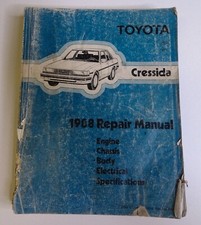 TOYOTA
Cressida
1988 Repair Manual
Engine
Chassis
Body
Electrical
Specifications